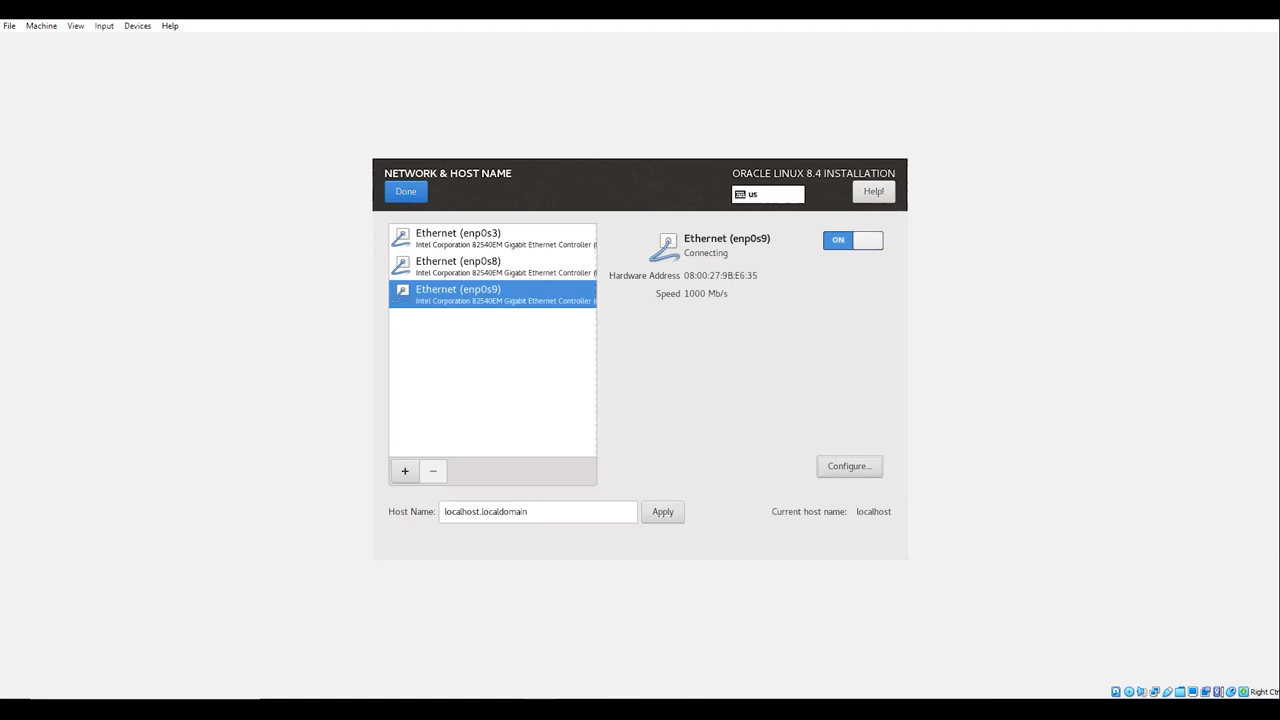 File Machine View Input Devices Help
NETWORK & HOST NAME
ORACLE LINUX 8.4 INSTALLATION
Done
us
Help!
Ethernet (enp0s3)
Intel Corporation 82540EM Gigabit Ethernet Controller (
Ethernet (enp0s8)
Intel Corporation 82540EM Gigabit Ethernet Controller (
Ethernet (enp0s9)
Intel Corporation 82540EM Gigabit Ethernet Controller (
Ethernet (enp0s9)
Connecting
ON
Hardware Address 08:00:27:9B:E6:35
Speed 1000 Mb/s
+ −
Configure...
Host Name: localhost.localdomain Apply
Current host name: localhost
Right Ctr